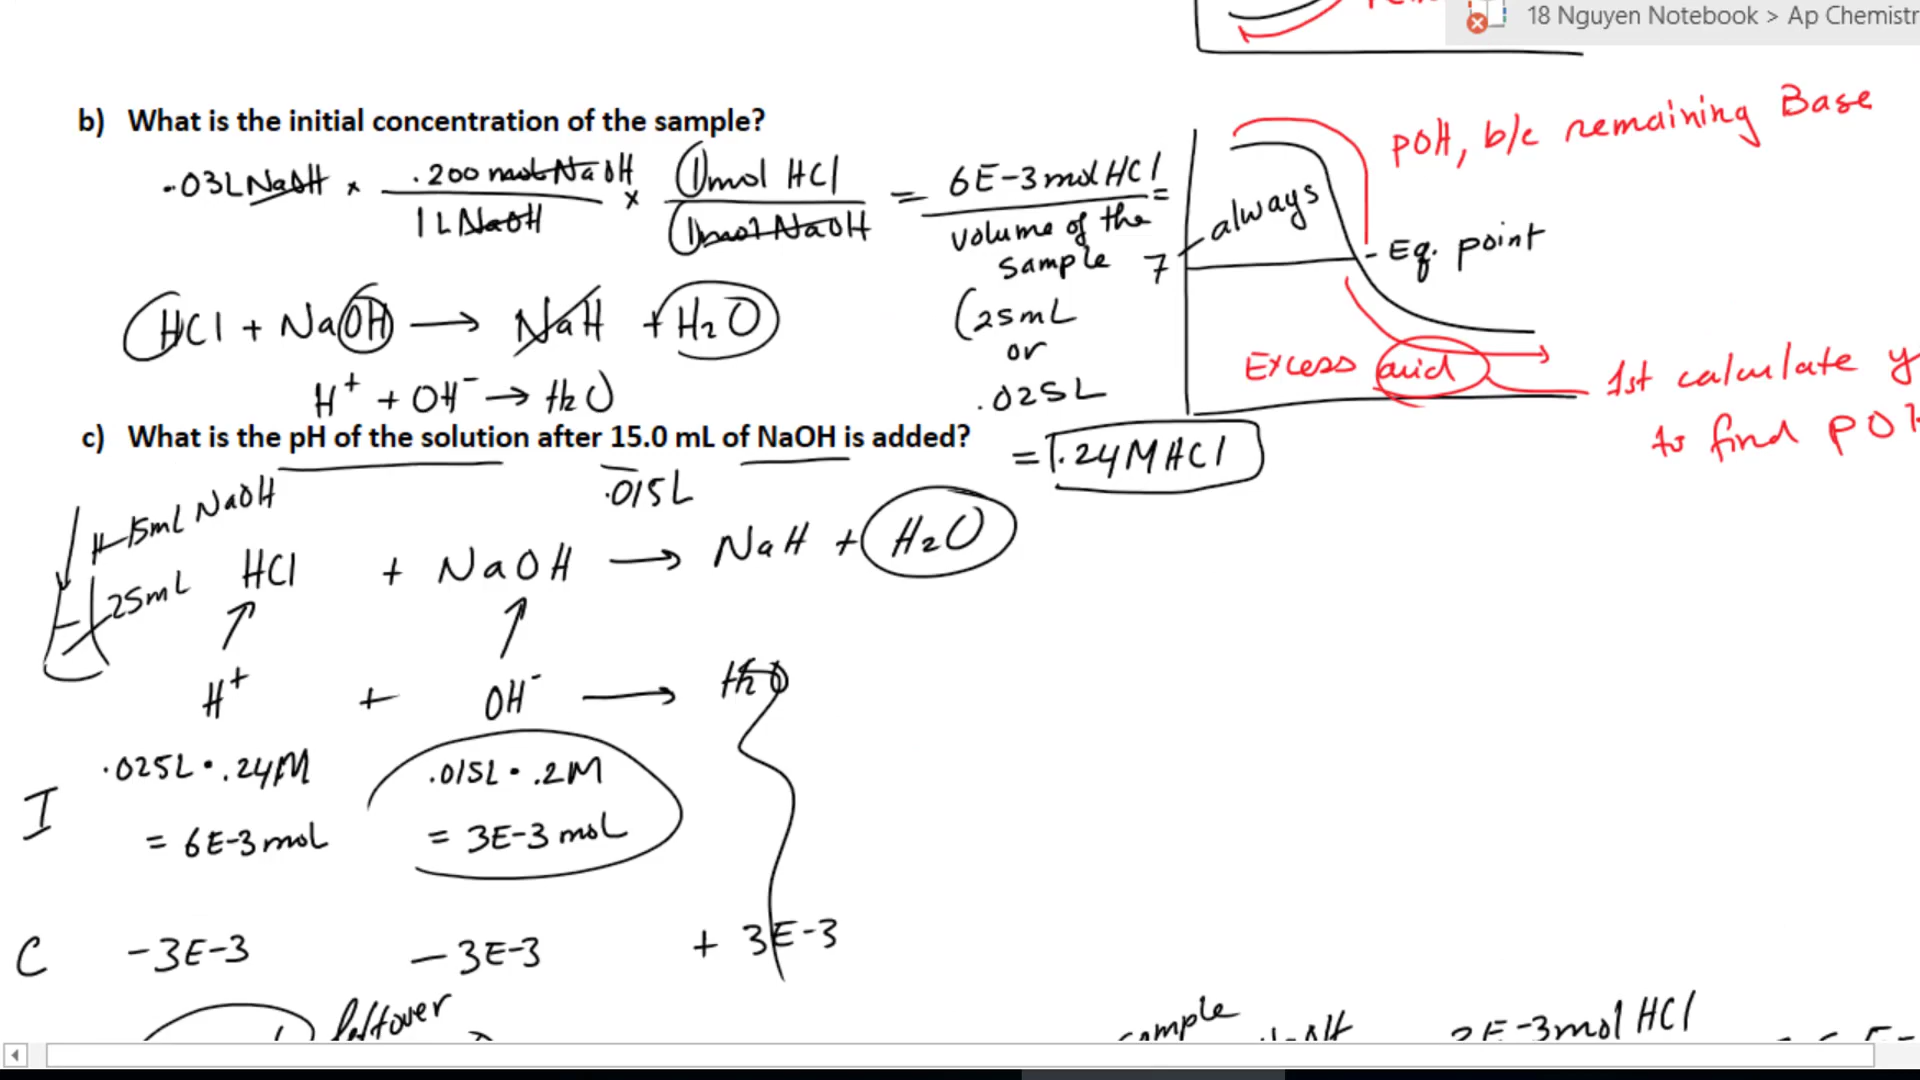 18 Nguyen Notebook > Ap Chemistr
b) What is the initial concentration of the sample?
.03L NaOH x .200 mol NaOH / 1L NaOH x 1 mol HCl / 1 mol NaOH = 6E-3 mol HCl / volume of the sample =
(25mL
or
.025L
= .24M HCl
HCl + NaOH → NaH + H2O
H+ + OH- → H2O
POH, b/c remaining Base
always
7
- Eq. point
Excess acid
1st calculate y
to find PO
c) What is the pH of the solution after 15.0 mL of NaOH is added?
.015L
15mL NaOH
25mL
HCl + NaOH → NaH + H2O
H+ + OH- → H2O
I .025L · .24M .015L · .2M
= 6E-3 mol = 3E-3 mol
C -3E-3 -3E-3 + 3E-3
leftover
sample
3E-3 mol HCl